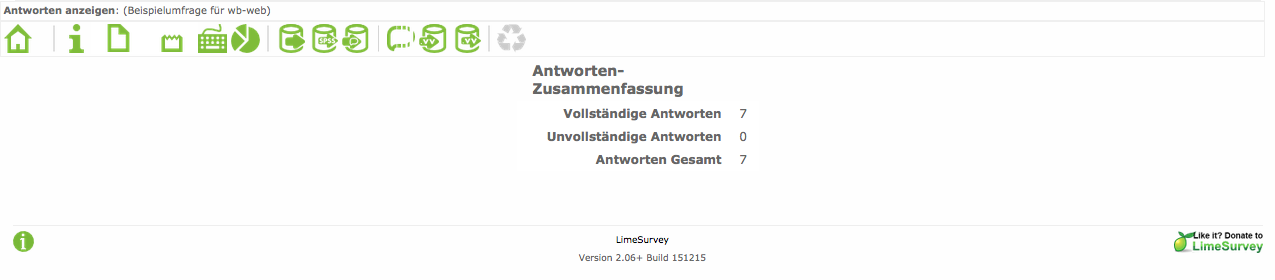 Antworten anzeigen: (Beispielumfrage für wb-web)
SPSS
Antworten-
Zusammenfassung
Vollständige Antworten 7
Unvollständige Antworten 0
Antworten Gesamt 7
LimeSurvey
Version 2.06+ Build 151215
Like it? Donate to
LimeSurvey